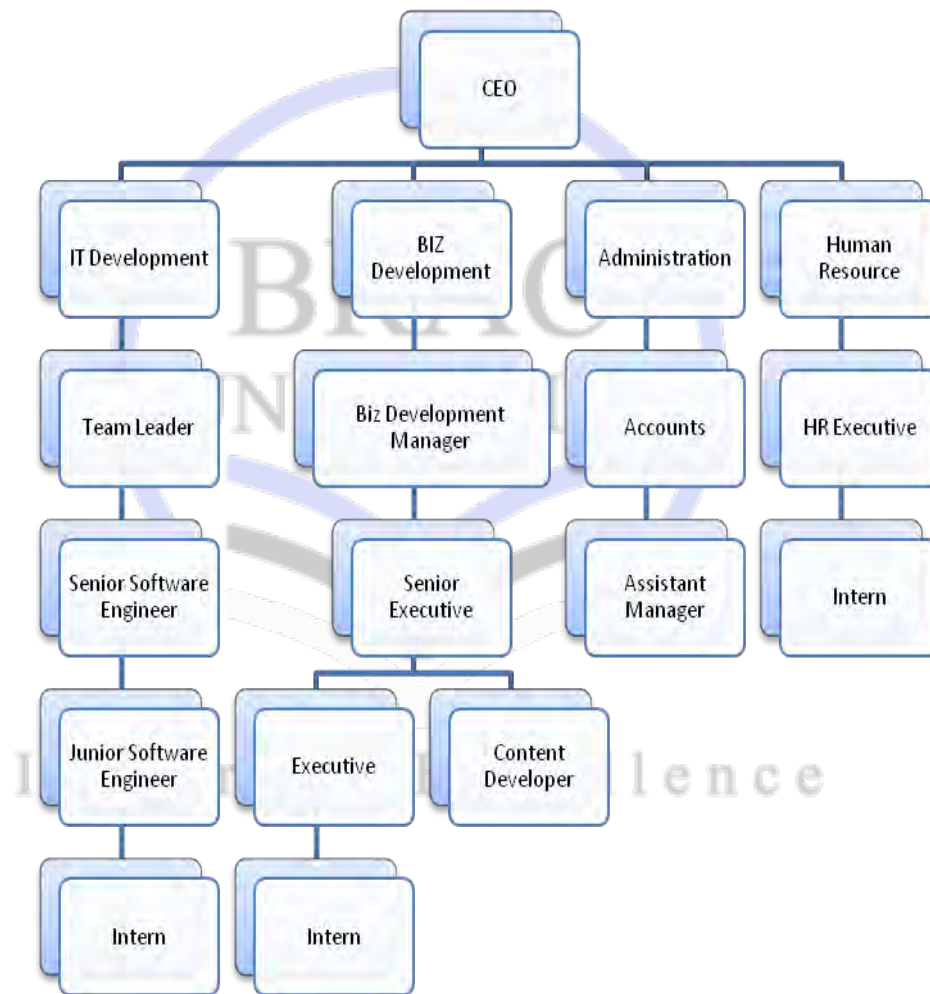 CEO
IT Development
BIZ
Development
Administration
Human
Resource
Team Leader
Biz Development
Manager
Accounts
HR Executive
Senior Software
Engineer
Senior
Executive
Assistant
Manager
Intern
Junior Software
Engineer
Executive
Content
Developer
Intern
Intern
BRAC